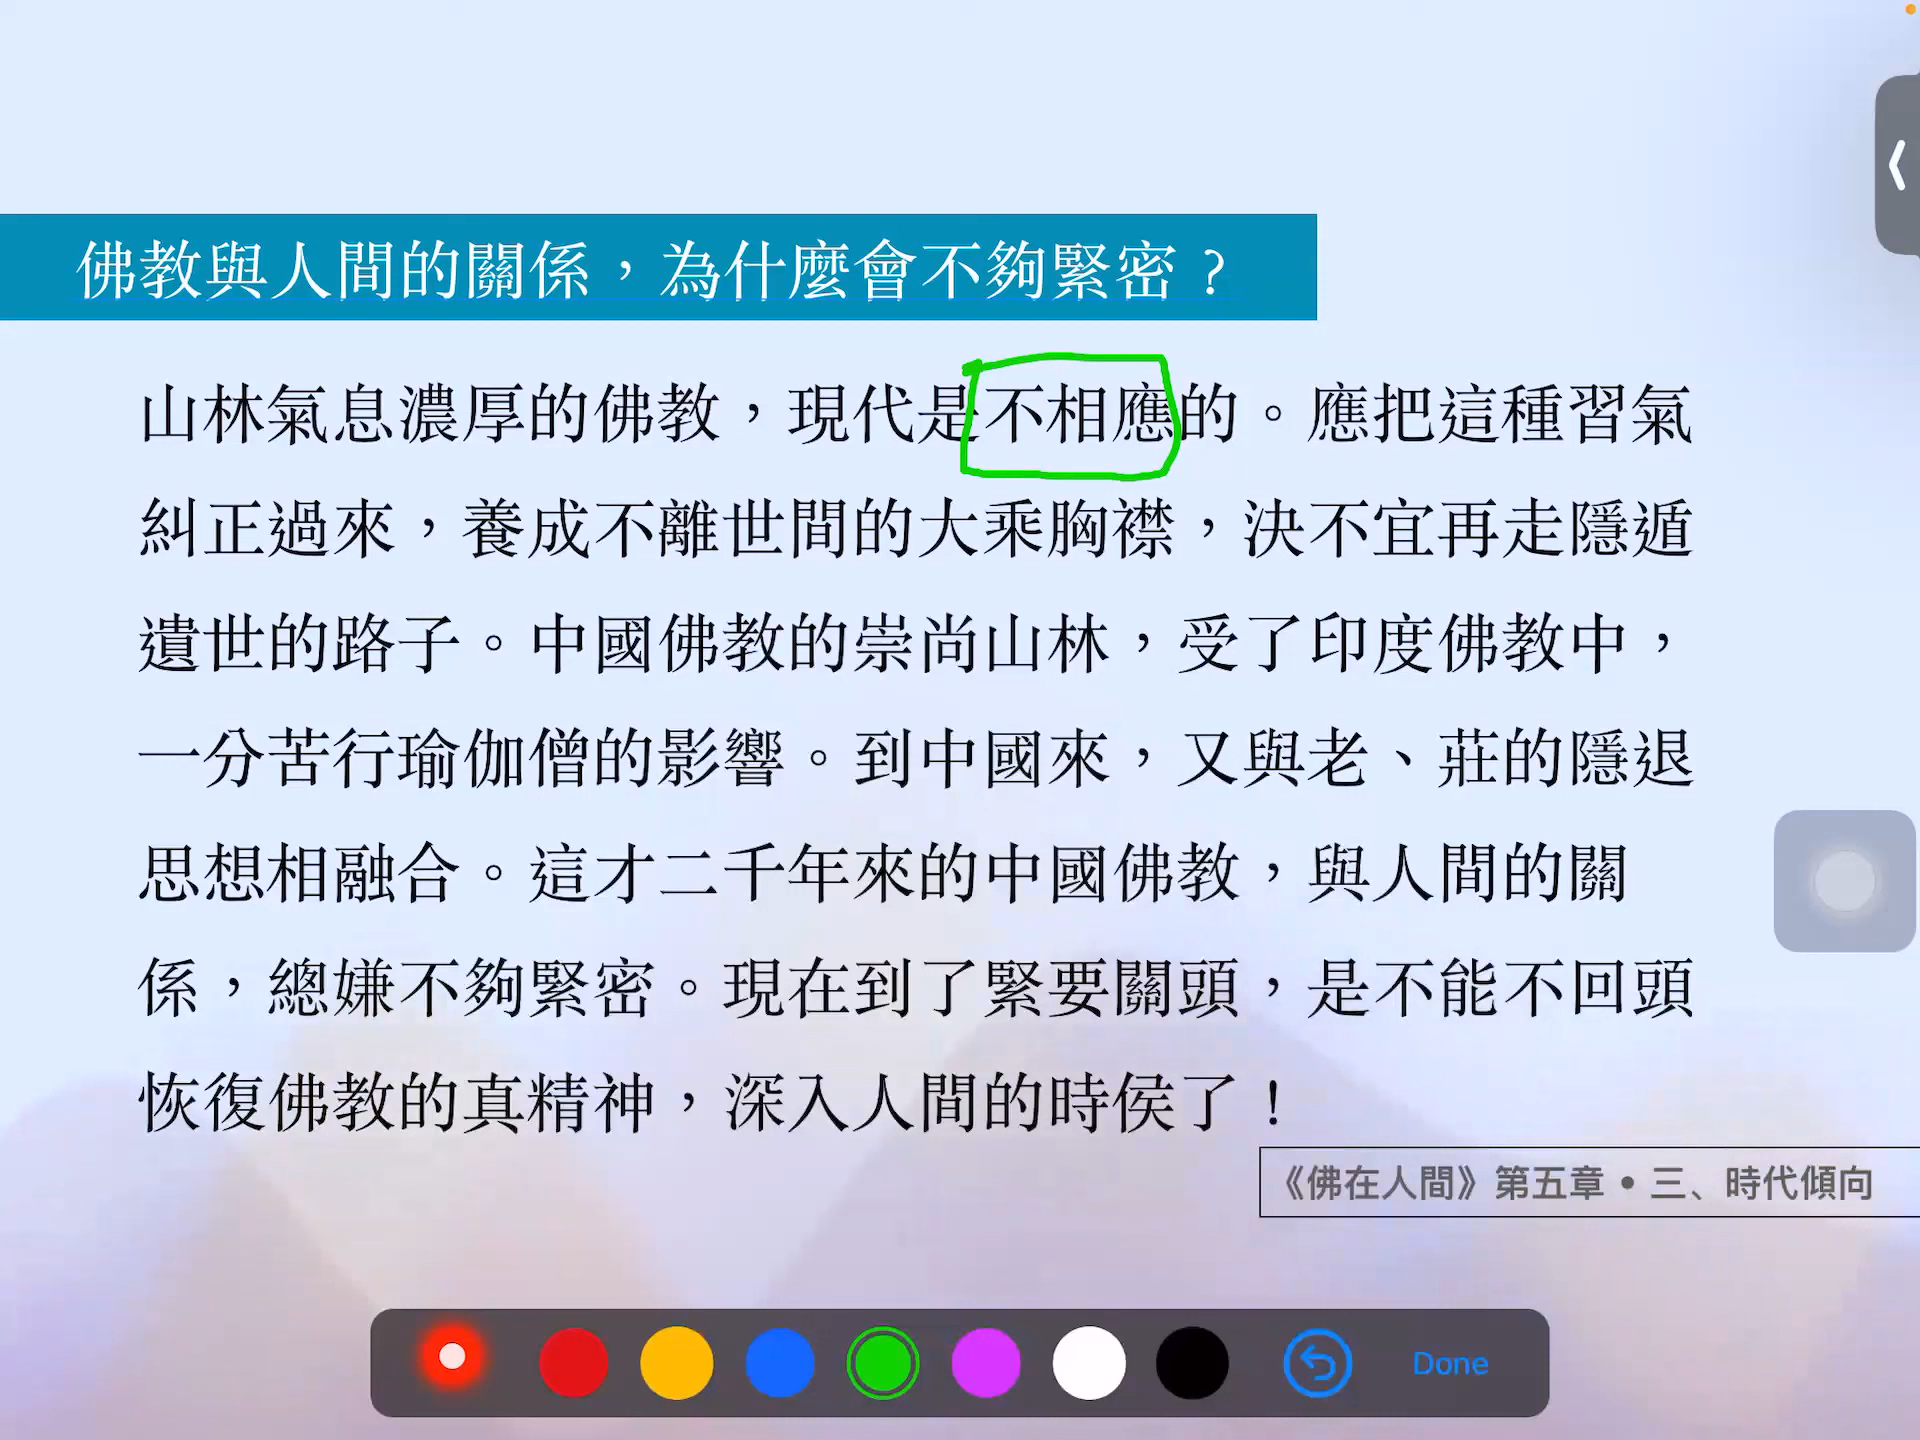 佛教與人間的關係，為什麼會不夠緊密？
山林氣息濃厚的佛教，現代是不相應的。應把這種習氣
糾正過來，養成不離世間的大乘胸襟，決不宜再走隱遁
遺世的路子。中國佛教的崇尚山林，受了印度佛教中，
一分苦行瑜伽僧的影響。到中國來，又與老、莊的隱退
思想相融合。這才二千年來的中國佛教，與人間的關
係，總嫌不夠緊密。現在到了緊要關頭，是不能不回頭
恢復佛教的真精神，深入人間的時侯了！
《佛在人間》第五章 • 三、時代傾向
Done